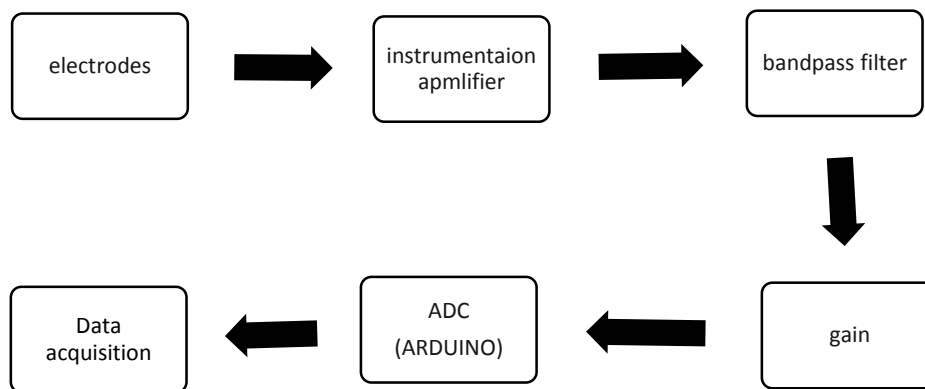 electrodes
instrumentaion
apmlifier
bandpass filter
gain
ADC
(ARDUINO)
Data
acquisition